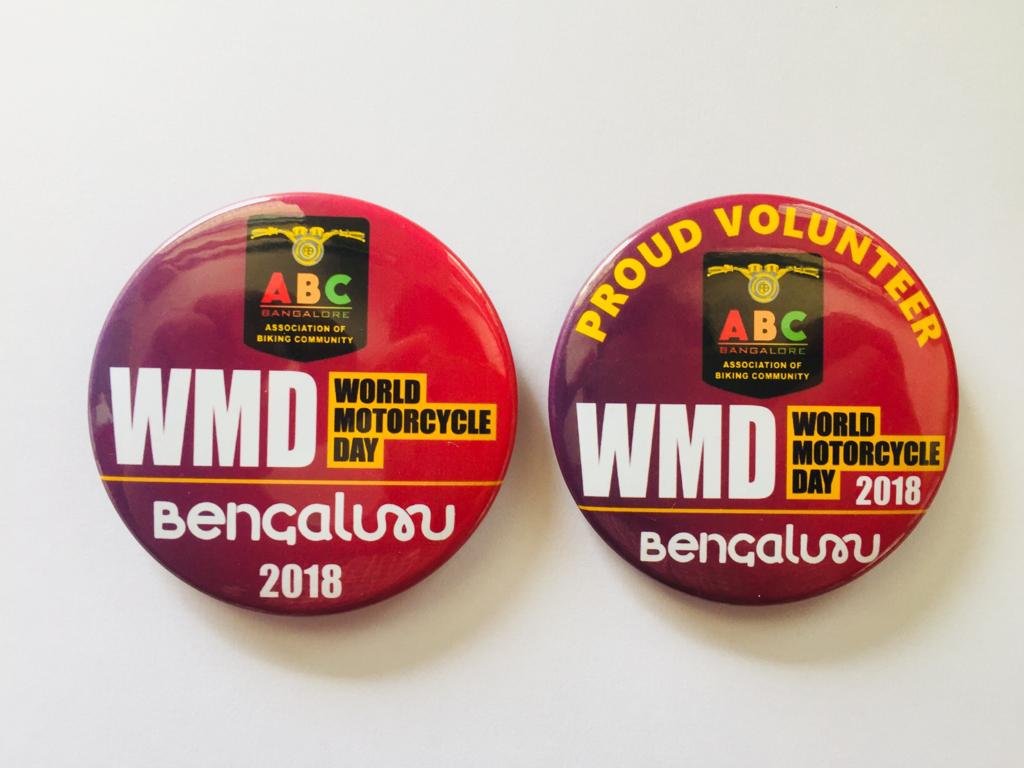 ABC
BANGALORE
ASSOCIATION OF
BIKING COMMUNITY
WMD
WORLD
MOTORCYCLE
DAY
Bengaluru
2018
PROUD VOLUNTEER
ABC
BANGALORE
ASSOCIATION OF
BIKING COMMUNITY
WMD
WORLD
MOTORCYCLE
DAY 2018
Bengaluru